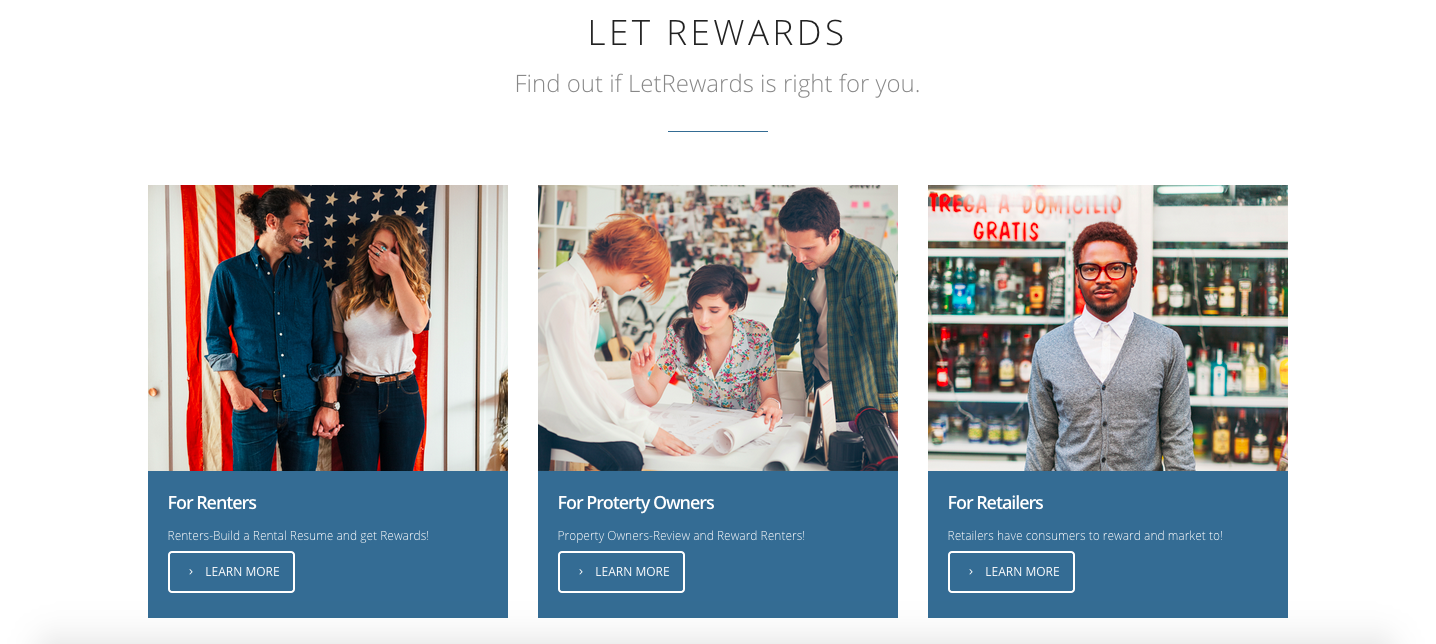 LET REWARDS
Find out if LetRewards is right for you.
TREGA A DOMICILIO
GRATIS
For Renters
Renters-Build a Rental Resume and get Rewards!
› LEARN MORE
For Proterty Owners
Property Owners-Review and Reward Renters!
› LEARN MORE
For Retailers
Retailers have consumers to reward and market to!
› LEARN MORE